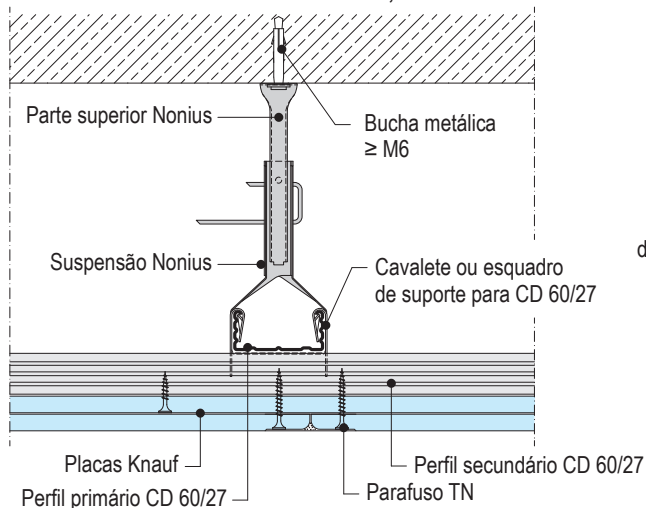 Parte superior Nonius
Bucha metálica
≥ M6
Suspensão Nonius
d
Cavalete ou esquadro
de suporte para CD 60/27
Placas Knauf
Perfil secundário CD 60/27
Perfil primário CD 60/27
Parafuso TN